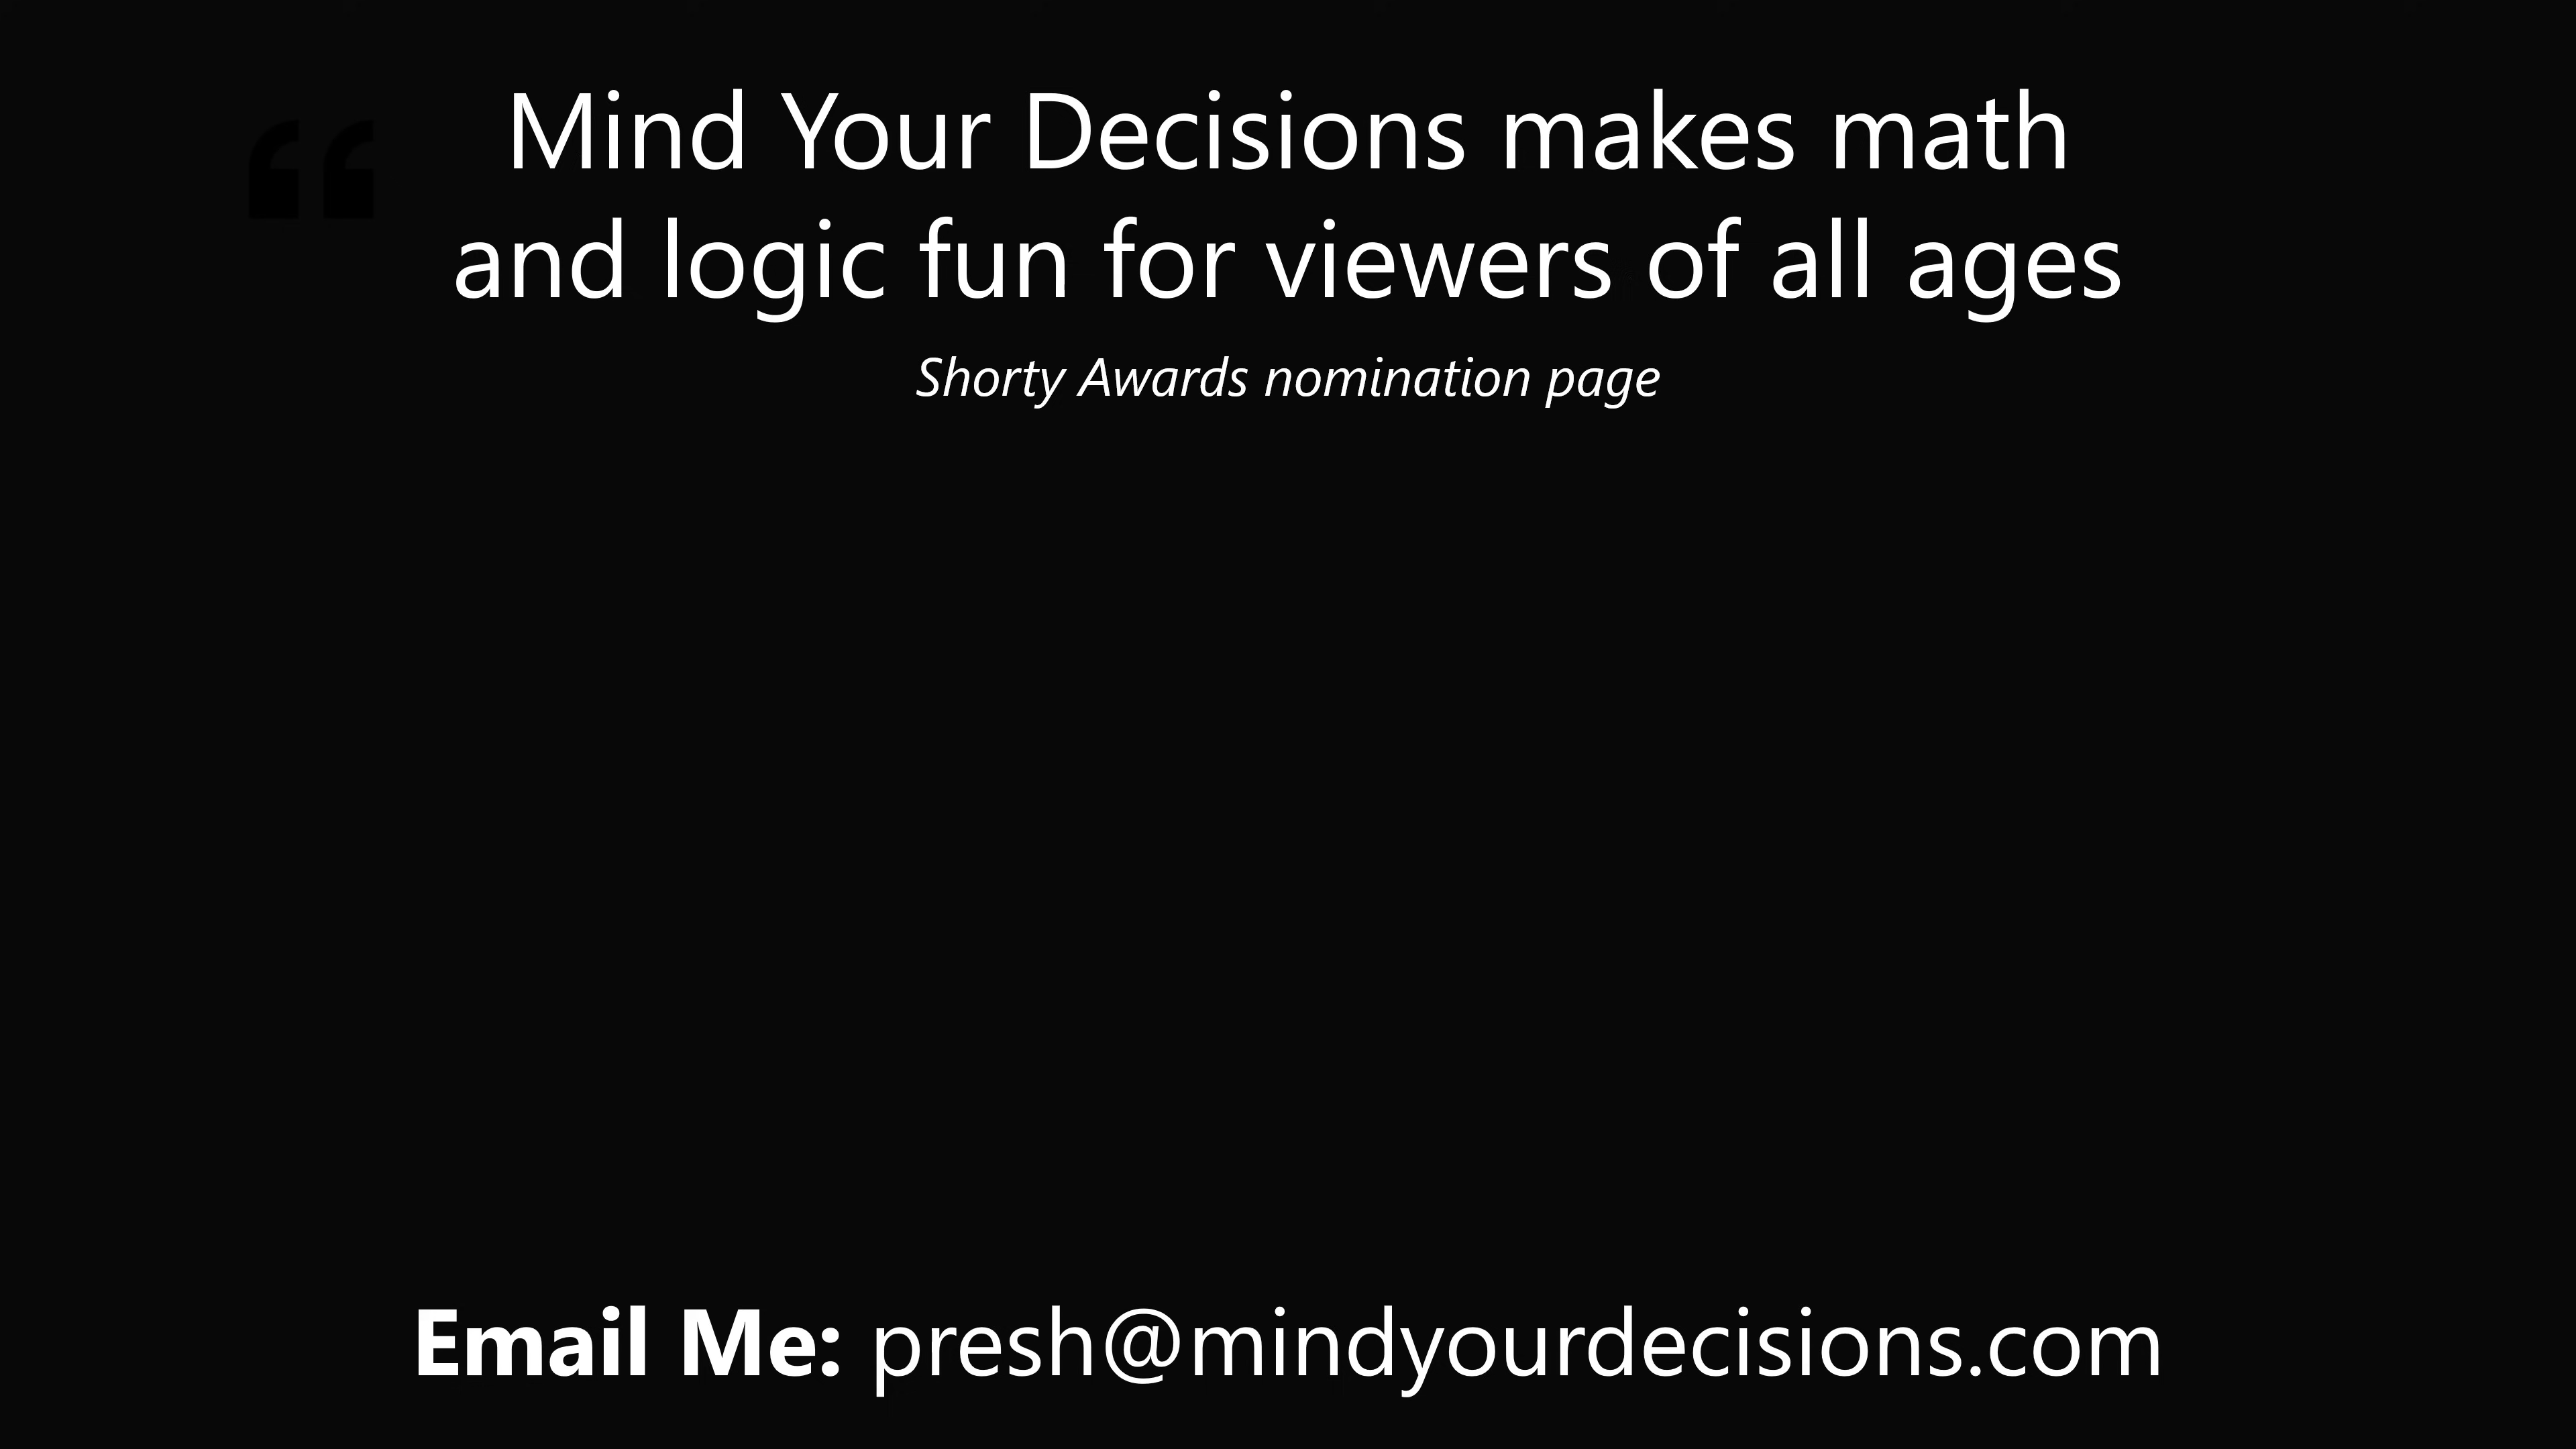 “
Mind Your Decisions makes math
and logic fun for viewers of all ages
Shorty Awards nomination page
Email Me: presh@mindyourdecisions.com